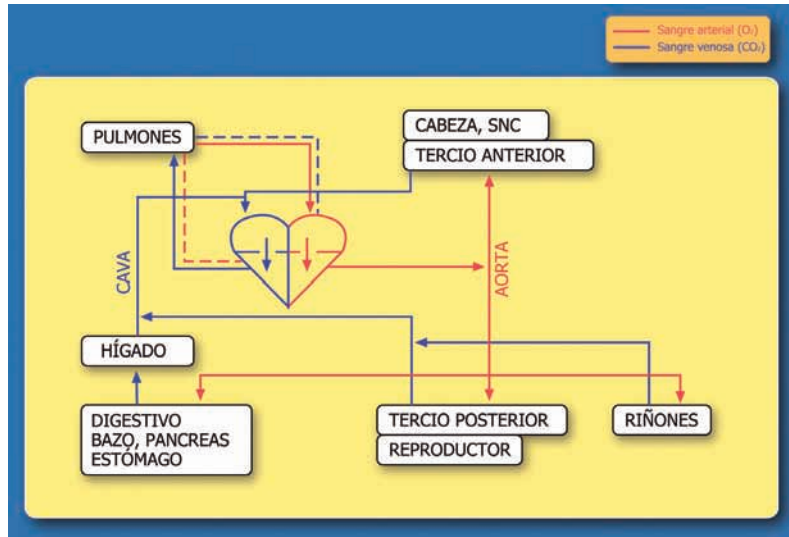 Sangre arterial (O₂)
Sangre venosa (CO₂)
PULMONES
CABEZA, SNC
TERCIO ANTERIOR
CAVA
AORTA
HÍGADO
DIGESTIVO
BAZO, PANCREAS
ESTÓMAGO
TERCIO POSTERIOR
REPRODUCTOR
RIÑONES